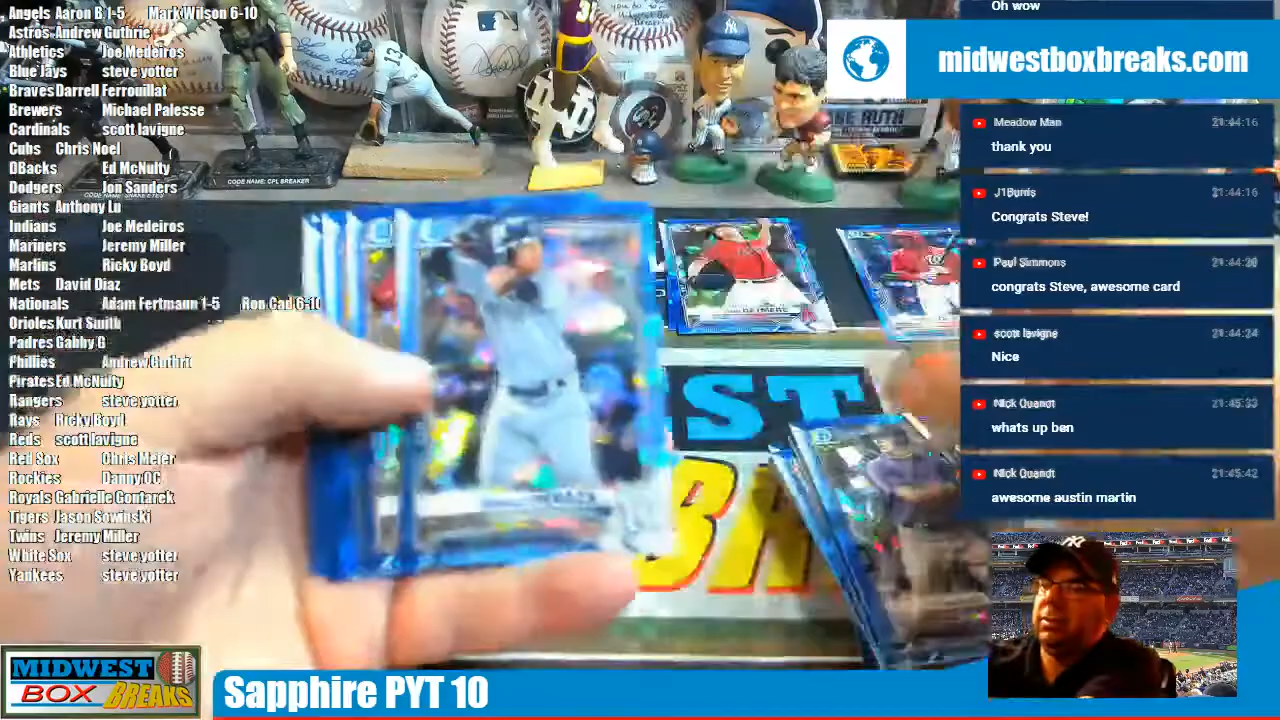 Angels Aaron B 1-5 Mark Wilson 6-10
Astros Andrew Guthrie
Athletics Joe Medeiros
Blue Jays steve yotter
Braves Darrell Ferrouillat
Brewers Michael Palesse
Cardinals scott lavigne
Cubs Chris Noel
DBacks Ed McNulty
Dodgers Jon Sanders
Giants Anthony Lu
Indians Joe Medeiros
Mariners Jeremy Miller
Marlins Ricky Boyd
Mets David Diaz
Nationals Adam Fertmann 1-5 Ron Cad 6-10
Orioles Kurt Smith
Padres Gabby G
Phillies Andrew Guthrie
Pirates Ed McNulty
Rangers steve yotter
Rays Ricky Boyd
Reds scott lavigne
Red Sox Chris Meier
Rockies Danny OC
Royals Gabrielle Gontarek
Tigers Jason Sowinski
Twins Jeremy Miller
White Sox steve yotter
Yankees steve yotter
MIDWEST
BOX
BREAKS
Sapphire PYT 10
CODE NAME: CPL BREAKER
13
RUTH
ST
midwestboxbreaks.com
Oh wow
Meadow Man 21:44:16
thank you
J1Burris 21:44:16
Congrats Steve!
Paul Simmons
congrats Steve, awesome card
scott lavigne 21:44:24
Nice
Nick Quandt 21:45:33
whats up ben
Nick Quandt 21:45:42
awesome austin martin